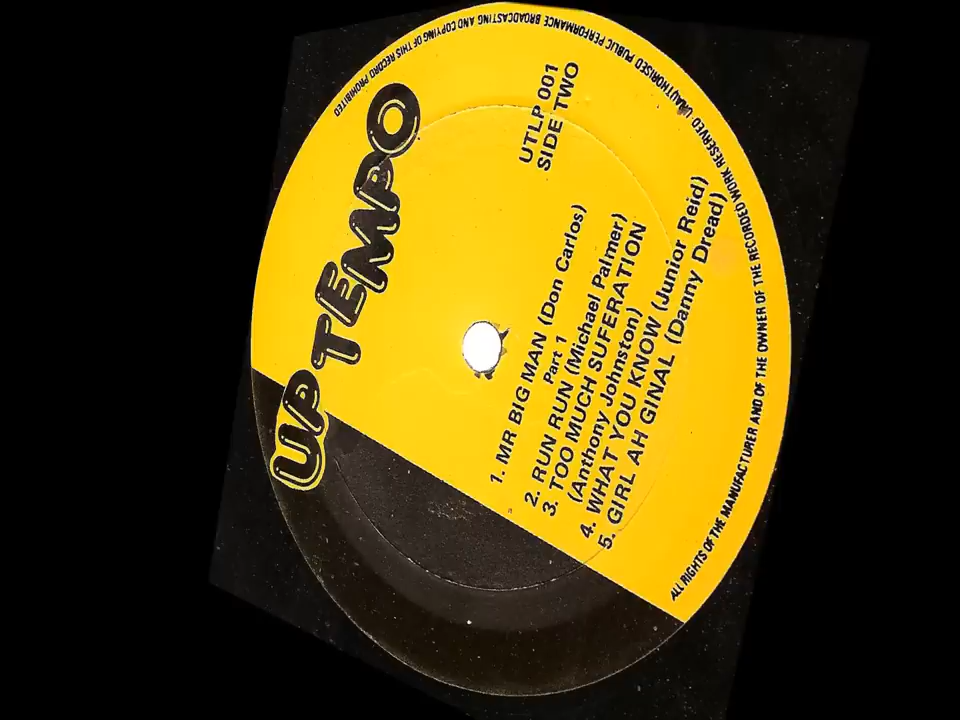 UPTEMPO
UTLP 001
SIDE TWO
1. MR BIG MAN (Don Carlos)
Part 1
2. RUN RUN (Michael Palmer)
3. TOO MUCH SUFERATION
(Anthony Johnston)
4. WHAT YOU KNOW (Junior Reid)
5. GIRL AH GINAL (Danny Dread)
ALL RIGHTS OF THE MANUFACTURER AND OF THE OWNER OF THE RECORDED WORK RESERVED UNAUTHORISED PUBLIC PERFORMANCE BROADCASTING AND COPYING OF THIS RECORD PROHIBITED